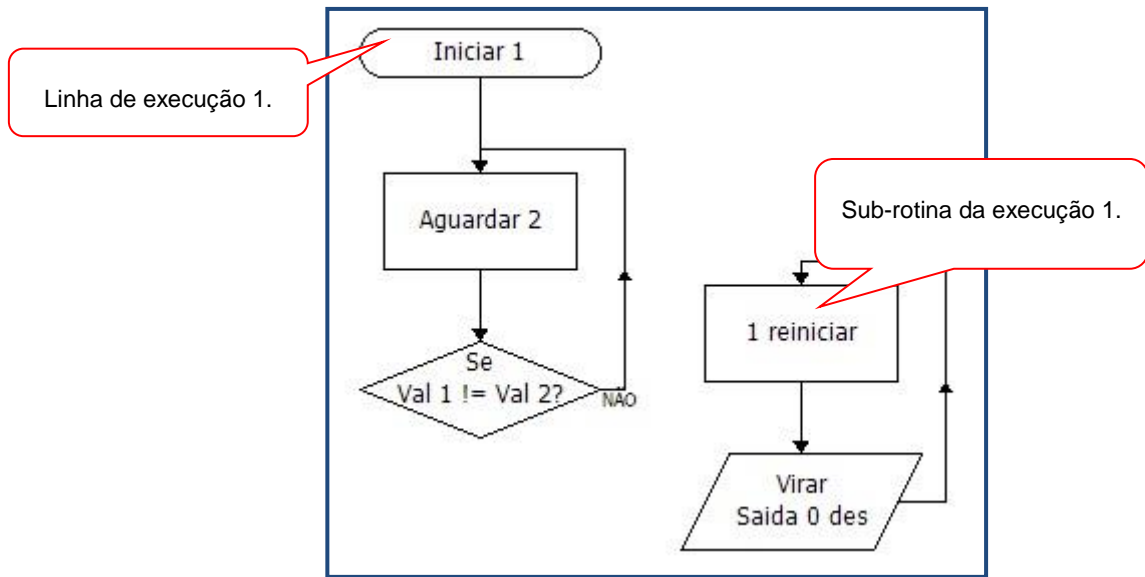 Iniciar 1
Linha de execução 1.
Aguardar 2
Sub-rotina da execução 1.
1 reiniciar
Se
Val 1 != Val 2?
NÃO
Virar
Saida 0 des